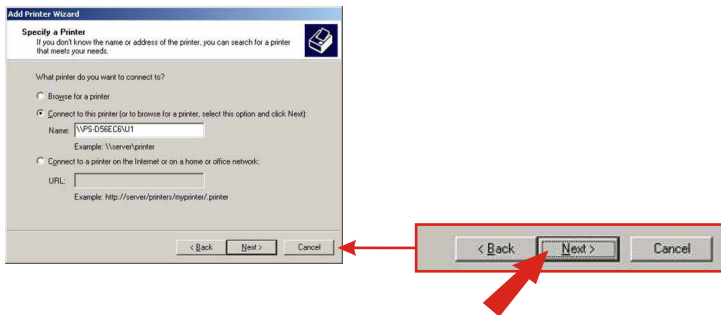 Add Printer Wizard
Specify a Printer
If you don't know the name or address of the printer, you can search for a printer
that meets your needs.
What printer do you want to connect to?
Browse for a printer
Connect to this printer (or to browse for a printer, select this option and click Next):
Name: \\PS-D56EC6\U1
Example: \\server\printer
Connect to a printer on the Internet or on a home or office network:
URL:
Example: http://server/printers/myprinter/.printer
< Back Next > Cancel
< Back Next > Cancel